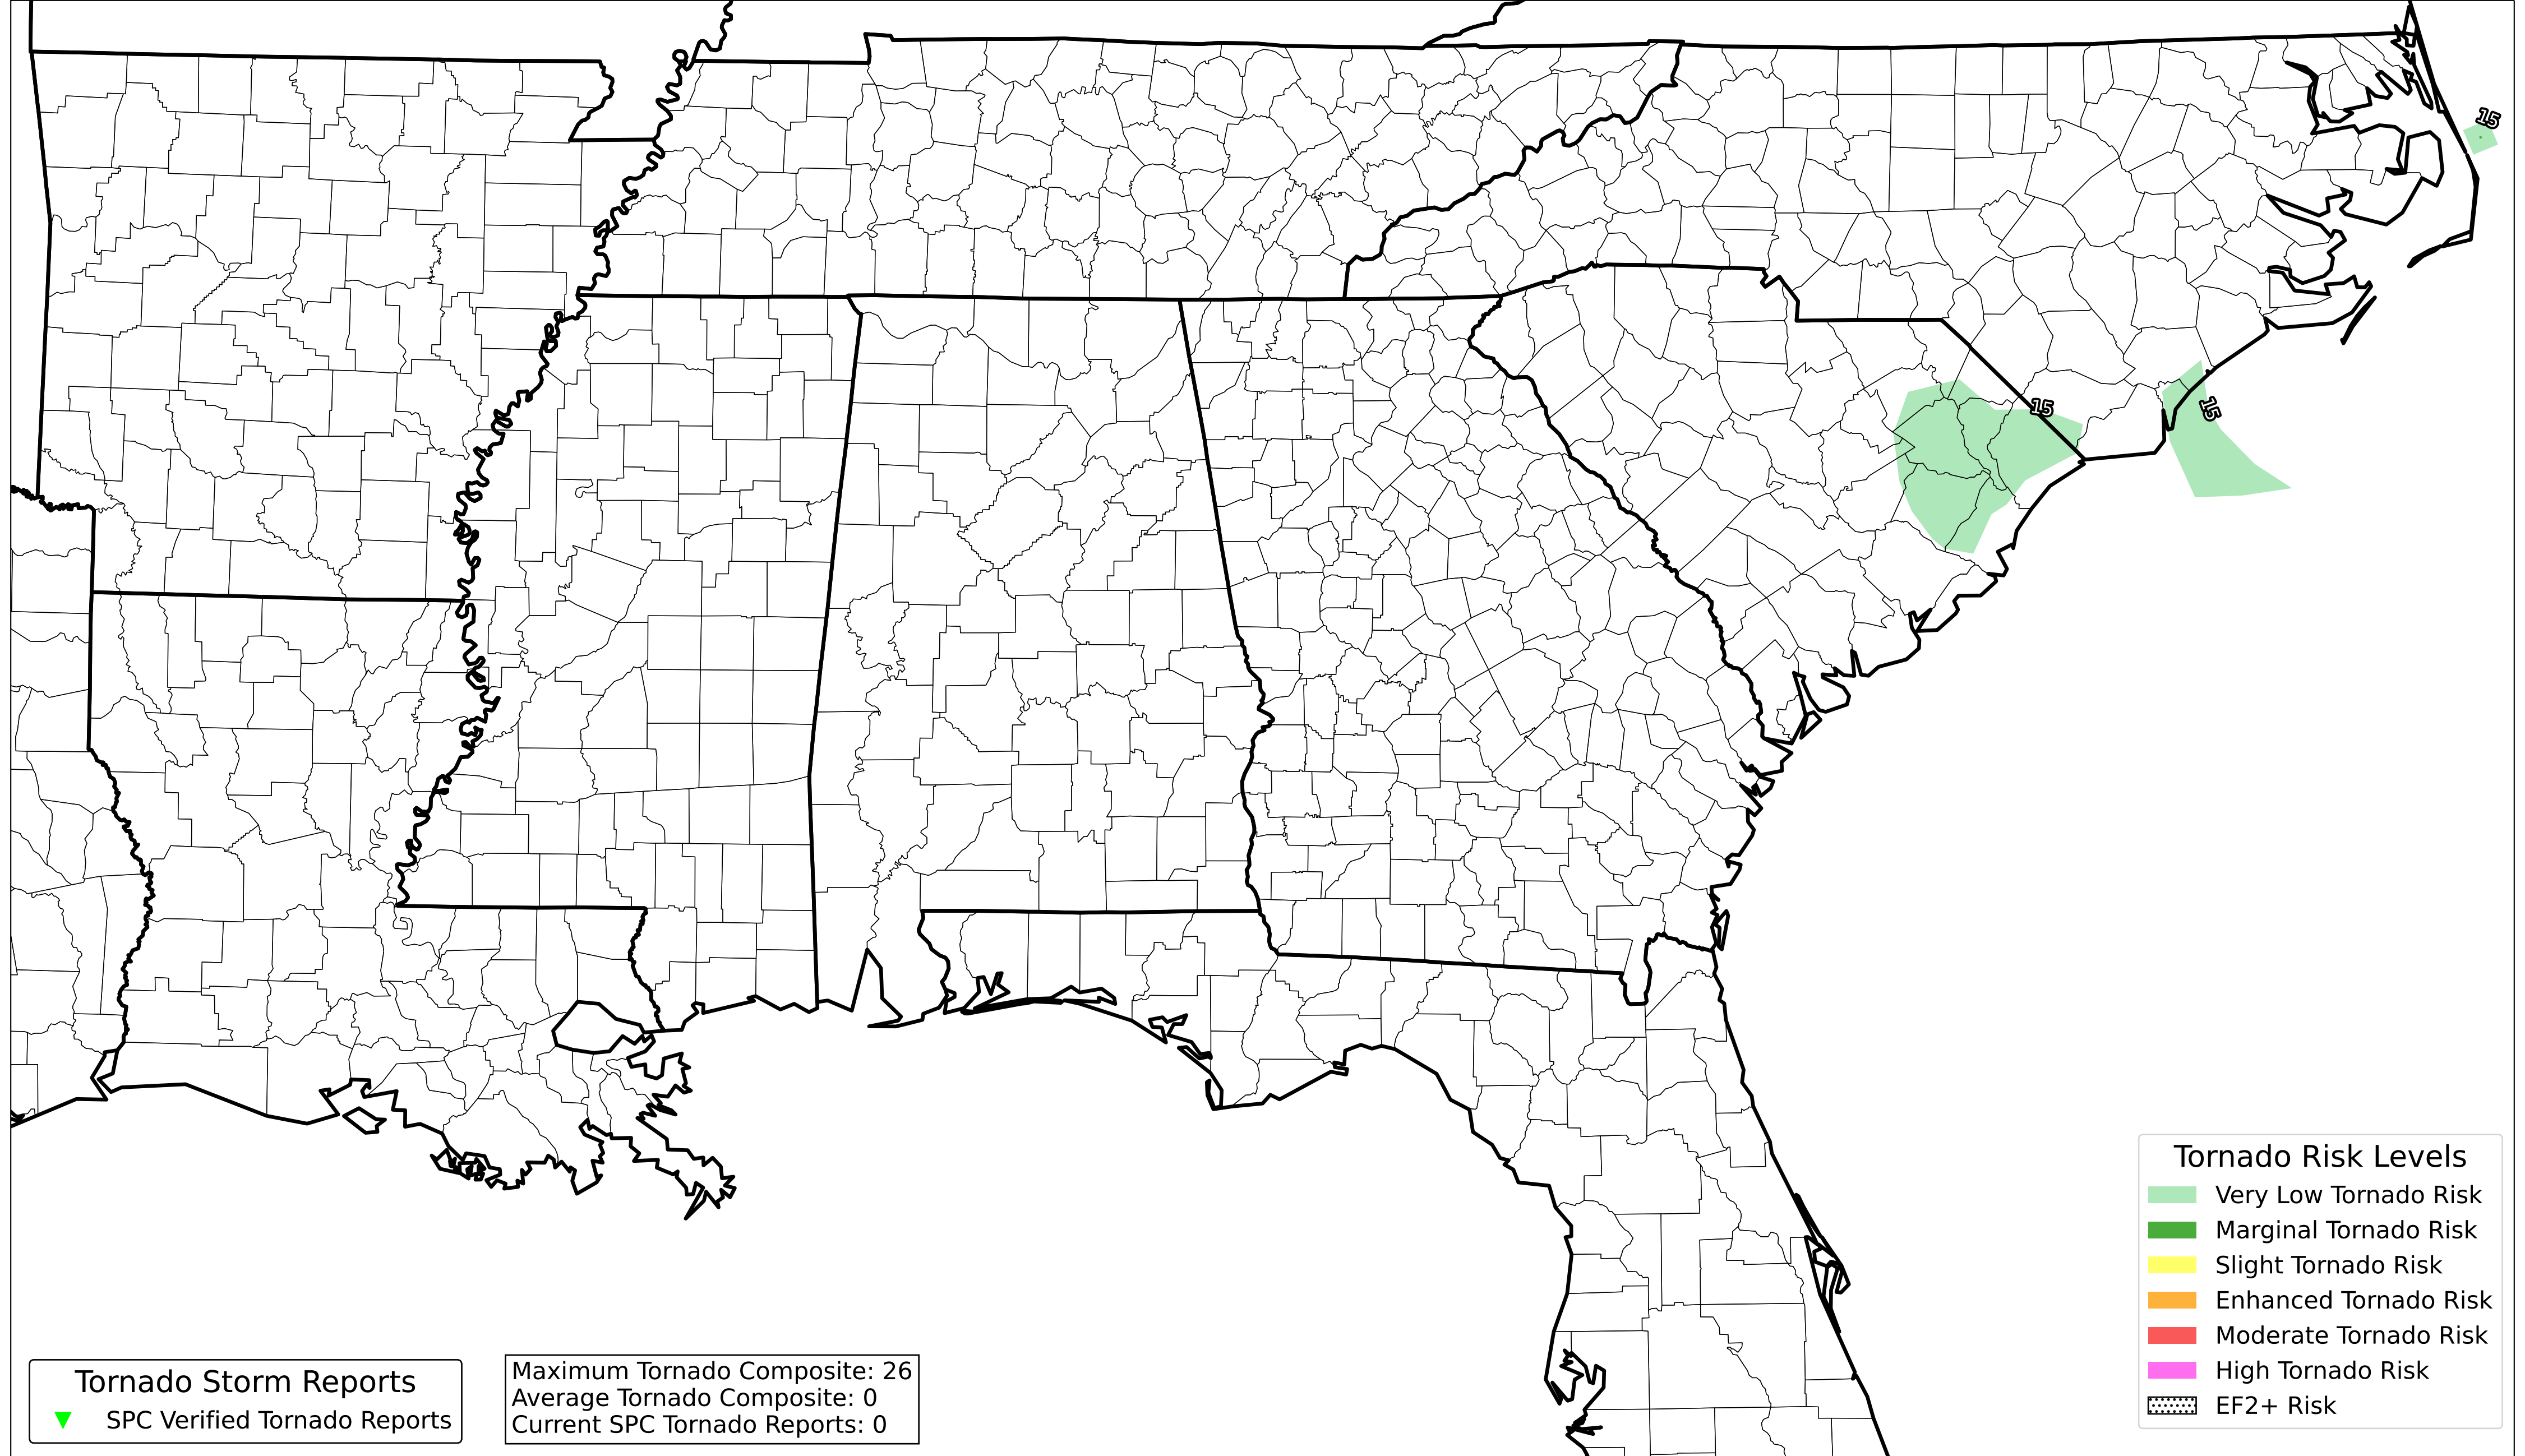 15
15
15
Tornado Risk Levels
Very Low Tornado Risk
Marginal Tornado Risk
Slight Tornado Risk
Enhanced Tornado Risk
Moderate Tornado Risk
High Tornado Risk
EF2+ Risk
Tornado Storm Reports
SPC Verified Tornado Reports
Maximum Tornado Composite: 26
Average Tornado Composite: 0
Current SPC Tornado Reports: 0